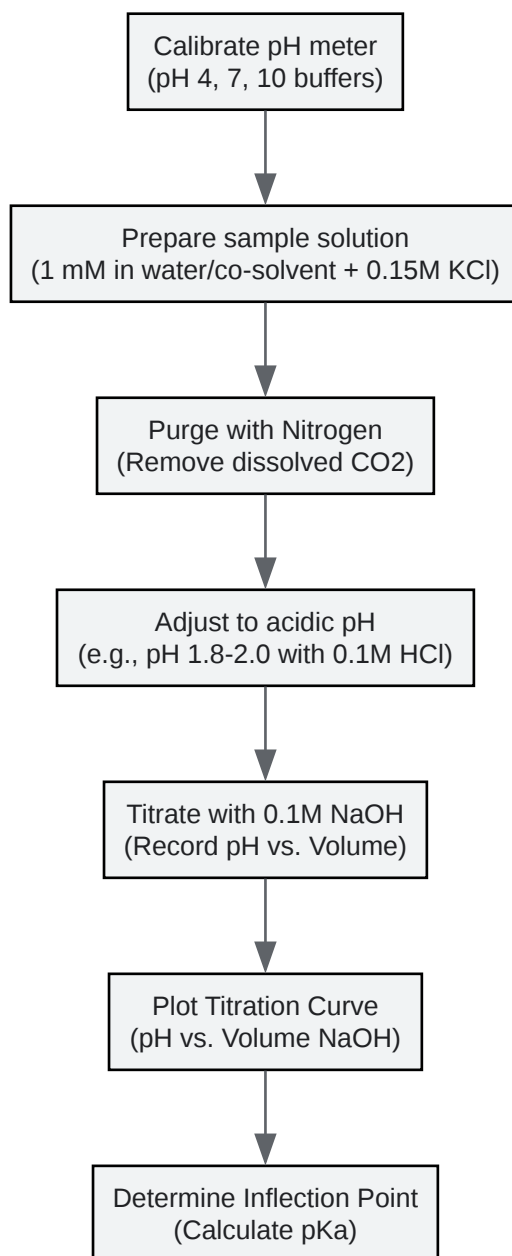 Calibrate pH meter
(pH 4, 7, 10 buffers)
Prepare sample solution
(1 mM in water/co-solvent + 0.15M KCl)
Purge with Nitrogen
(Remove dissolved CO2)
Adjust to acidic pH
(e.g., pH 1.8-2.0 with 0.1M HCl)
Titrate with 0.1M NaOH
(Record pH vs. Volume)
Plot Titration Curve
(pH vs. Volume NaOH)
Determine Inflection Point
(Calculate pKa)